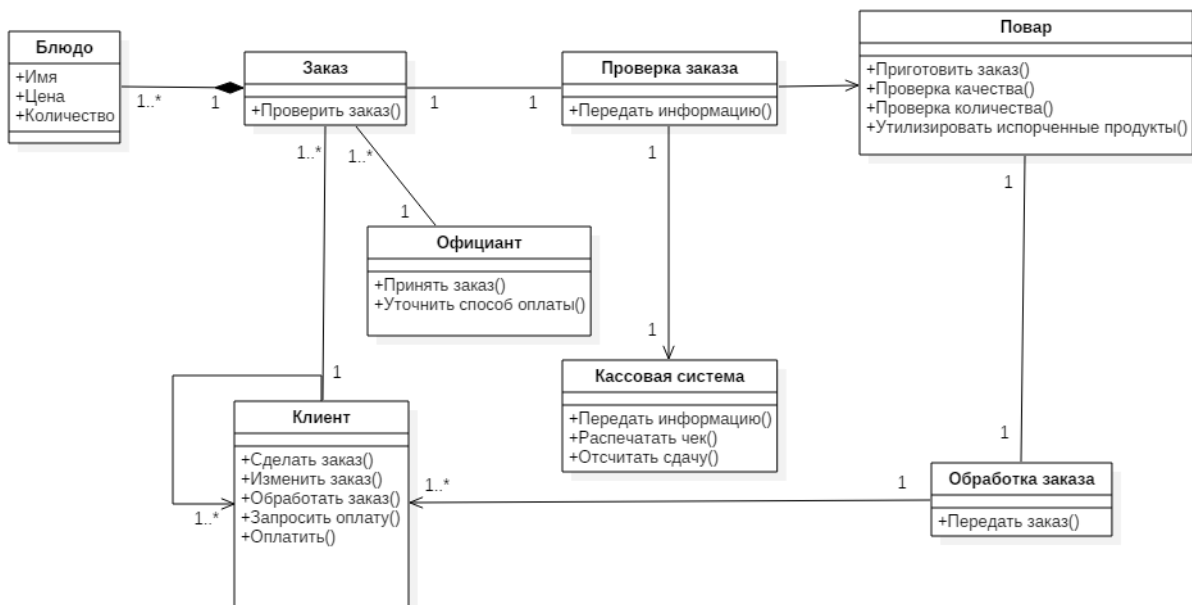 Блюдо
+Имя
+Цена
+Количество
1..*
1
Заказ
+Проверить заказ()
1
1
Проверка заказа
+Передать информацию()
Повар
+Приготовить заказ()
+Проверка качества()
+Проверка количества()
+Утилизировать испорченные продукты()
1..*
1..*
1
1
1
Официант
+Принять заказ()
+Уточнить способ оплаты()
1
1
Кассовая система
+Передать информацию()
+Распечатать чек()
+Отсчитать сдачу()
Клиент
+Сделать заказ()
+Изменить заказ()
+Обработать заказ()
+Запросить оплату()
+Оплатить()
1..*
1..*
1
1
Обработка заказа
+Передать заказ()